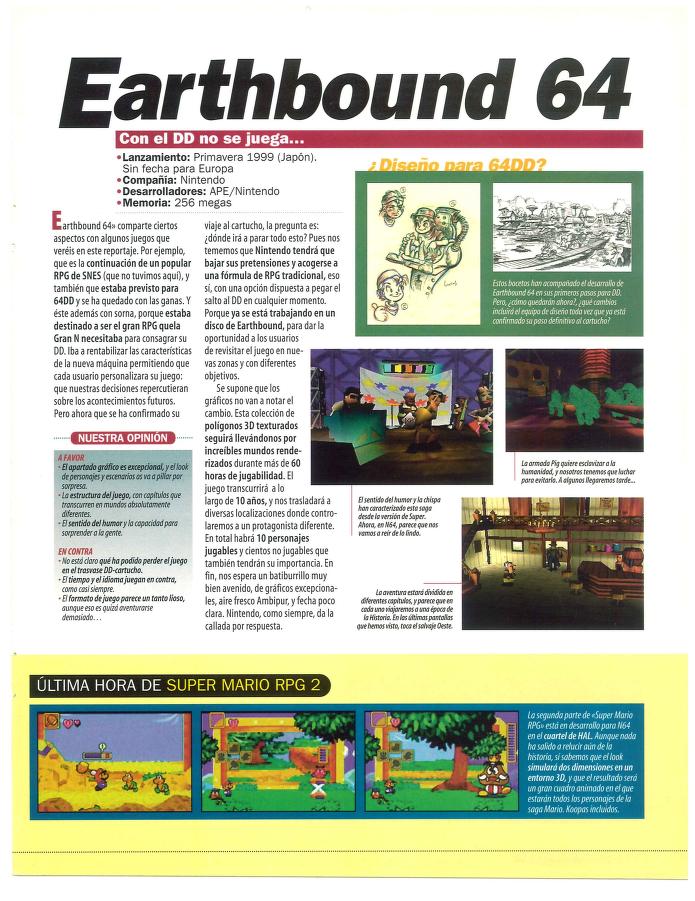 Earthbound 64
Con el DD no se juega...
•Lanzamiento: Primavera 1999 (Japón).
Sin fecha para Europa
•Compañía: Nintendo
•Desarrolladores: APE/Nintendo
•Memoria: 256 megas
Earthbound 64» comparte ciertos
aspectos con algunos juegos que
veréis en este reportaje. Por ejemplo,
que es la continuación de un popular
RPG de SNES (que no tuvimos aquí), y
también que estaba previsto para
64DD y se ha quedado con las ganas. Y
éste además con sorna, porque estaba
destinado a ser el gran RPG quela
Gran N necesitaba para consagrar su
DD. Iba a rentabilizar las características
de la nueva máquina permitiendo que
cada usuario personalizara su juego:
que nuestras decisiones repercutieran
sobre los acontecimientos futuros.
Pero ahora que se ha confirmado su
viaje al cartucho, la pregunta es:
¿dónde irá a parar todo esto? Pues nos
tememos que Nintendo tendrá que
bajar sus pretensiones y acogerse a
una fórmula de RPG tradicional, eso
sí, con una opción dispuesta a pegar el
salto al DD en cualquier momento.
Porque ya se está trabajando en un
disco de Earthbound, para dar la
oportunidad a los usuarios
de revisitar el juego en nue-
vas zonas y con diferentes
objetivos.
Se supone que los
gráficos no van a notar el
cambio. Esta colección de
polígonos 3D texturados
seguirá llevándonos por
increíbles mundos rende-
rizados durante más de 60
horas de jugabilidad. El
juego transcurrirá a lo
largo de 10 años, y nos trasladará a
diversas localizaciones donde contro-
laremos a un protagonista diferente.
En total habrá 10 personajes
jugables y cientos no jugables que
también tendrán su importancia. En
fin, nos espera un batiburrillo muy
bien avenido, de gráficos excepciona-
les, aire fresco Ambipur, y fecha poco
clara. Nintendo, como siempre, da la
callada por respuesta.
NUESTRA OPINIÓN
A FAVOR
• El apartado gráfico es excepcional, y el look
de personajes y escenarios os va a pillar por
sorpresa.
• La estructura del juego, con capítulos que
transcurren en mundos absolutamente
diferentes.
• El sentido del humor y la capacidad para
sorprender a la gente.
EN CONTRA
• No está claro qué ha podido perder el juego
en el trasvase DD-cartucho.
• El tiempo y el idioma juegan en contra,
como casi siempre.
• El formato de juego parece un tanto lioso,
aunque eso es quizá aventurarse
demasiado...
¿Diseño para 64DD?
Estos bocetos han acompañado el desarrollo de
Earthbound 64 en sus primeros pasos para DD.
Pero, ¿cómo quedarán ahora?, ¿qué cambios
incluirá el equipo de diseño toda vez que ya está
confirmado su paso definitivo al cartucho?
La armada Pig quiere esclavizar a la
humanidad, y nosotros tenemos que luchar
para evitarlo. A algunos llegaremos tarde...
El sentido del humor y la chispa
han caracterizado esta saga
desde la versión de Super.
Ahora, en N64, parece que nos
vamos a reir de lo lindo.
La aventura estará dividida en
diferentes capítulos, y parece que en
cada uno viajaremos a una época de
la Historia. En las últimas pantallas
que hemos visto, toca el salvaje Oeste.
ÚLTIMA HORA DE SUPER MARIO RPG 2
La segunda parte de «Super Mario
RPG» está en desarrollo para N64
en el cuartel de HAL. Aunque nada
ha salido a relucir aún de la
historia, sí sabemos que el look
simulará dos dimensiones en un
entorno 3D, y que el resultado será
un gran cuadro animado en el que
estarán todos los personajes de la
saga Mario. Koopas incluidos.